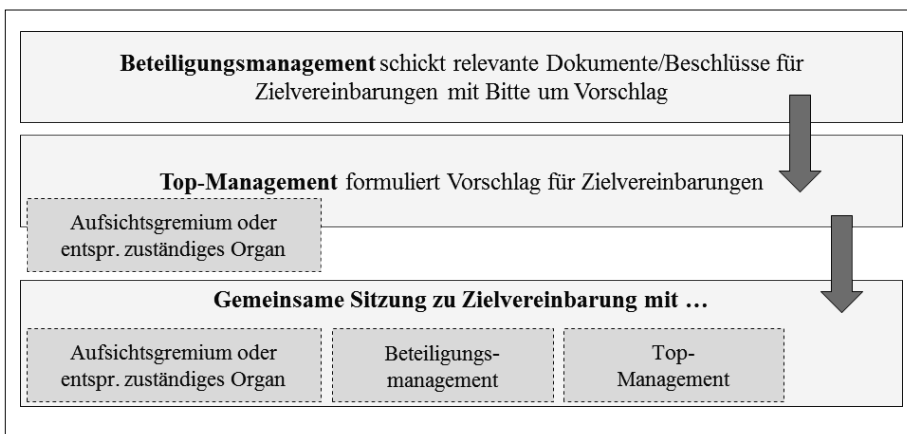 Beteiligungsmanagement schickt relevante Dokumente/Beschlüsse für
Zielvereinbarungen mit Bitte um Vorschlag
Top-Management formuliert Vorschlag für Zielvereinbarungen
Aufsichtsgremium oder
entspr. zuständiges Organ
Gemeinsame Sitzung zu Zielvereinbarung mit …
Aufsichtsgremium oder
entspr. zuständiges Organ
Beteiligungs-
management
Top-
Management